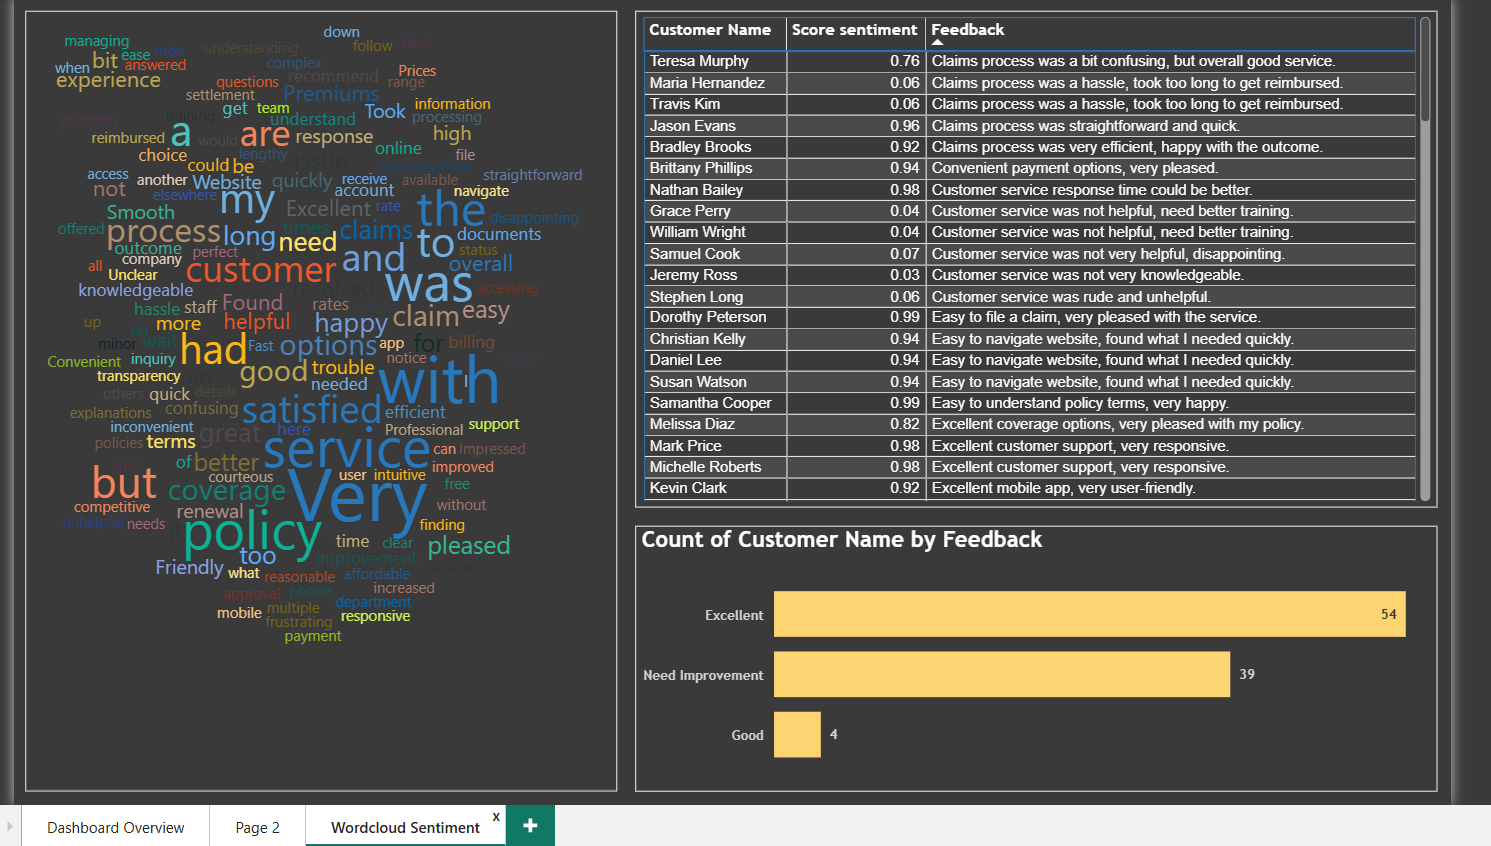 down
managing
understanding
follow
fixed
ease
rude
when
bit
answered
complex
experience
questions
recommend
Prices
range
settlement
Premiums
get
team
Took
information
training
understand
processing
promptly
reimbursed
a
would
are
response
high
choice
lengthy
issue
online
file
could
be
access
another
Website
quickly
receive
available
straightforward
not
elsewhere
my
account
navigate
Smooth
Excellent
rate
the
disappointing
offered
process
long
need
times
claims
to
documents
outcome
company
perfect
and
status
all
Unclear
customer
overall
knowledgeable
resolved
was
accessing
hassle
staff
Found
rates
up
on
more
helpful
happy
claim
easy
minor
wait
had
Fast
options
app
for
billing
Convenient
inquiry
notice
transparency
an
good
trouble
with
I
others
quick
details
needed
explanations
confusing
satisfied
efficient
inconvenient
here
Professional
support
policies
terms
great
service
can
Impressed
of
better
improved
courteous
user
intuitive
but
coverage
Very
free
competitive
renewal
without
unhelpful
needs
it
policy
finding
time
clear
pleased
too
improvement
Friendly
what
reasonable
affordable
approval
phone
increased
mobile
multiple
department
frustrating
responsive
payment
Customer Name Score sentiment Feedback
Teresa Murphy 0.76 Claims process was a bit confusing, but overall good service.
Maria Hernandez 0.06 Claims process was a hassle, took too long to get reimbursed.
Travis Kim 0.06 Claims process was a hassle, took too long to get reimbursed.
Jason Evans 0.96 Claims process was straightforward and quick.
Bradley Brooks 0.92 Claims process was very efficient, happy with the outcome.
Brittany Phillips 0.94 Convenient payment options, very pleased.
Nathan Bailey 0.98 Customer service response time could be better.
Grace Perry 0.04 Customer service was not helpful, need better training.
William Wright 0.04 Customer service was not helpful, need better training.
Samuel Cook 0.07 Customer service was not very helpful, disappointing.
Jeremy Ross 0.03 Customer service was not very knowledgeable.
Stephen Long 0.06 Customer service was rude and unhelpful.
Dorothy Peterson 0.99 Easy to file a claim, very pleased with the service.
Christian Kelly 0.94 Easy to navigate website, found what I needed quickly.
Daniel Lee 0.94 Easy to navigate website, found what I needed quickly.
Susan Watson 0.94 Easy to navigate website, found what I needed quickly.
Samantha Cooper 0.99 Easy to understand policy terms, very happy.
Melissa Diaz 0.82 Excellent coverage options, very pleased with my policy.
Mark Price 0.98 Excellent customer support, very responsive.
Michelle Roberts 0.98 Excellent customer support, very responsive.
Kevin Clark 0.92 Excellent mobile app, very user-friendly.
Count of Customer Name by Feedback
Excellent 54
Need Improvement 39
Good 4
Dashboard Overview Page 2 Wordcloud Sentiment x +